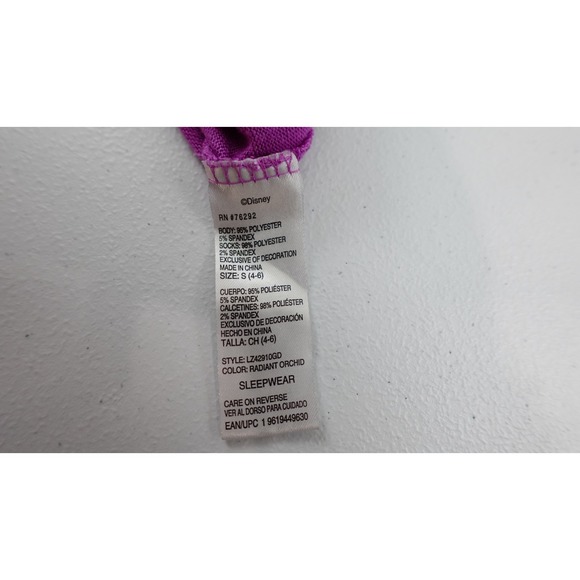 ©Disney
RN #76292
BODY: 95% POLYESTER
5% SPANDEX
SOCKS: 98% POLYESTER
2% SPANDEX
EXCLUSIVE OF DECORATION
MADE IN CHINA
SIZE: S (4-6)
CUERPO: 95% POLIÉSTER
5% SPANDEX
CALCETINES: 98% POLIÉSTER
2% SPANDEX
EXCLUSIVO DE DECORACIÓN
HECHO EN CHINA
TALLA: CH (4-6)
STYLE: LZ42910GD
COLOR: RADIANT ORCHID
SLEEPWEAR
CARE ON REVERSE
VER AL DORSO PARA CUIDADO
EAN/UPC 1 9619449630